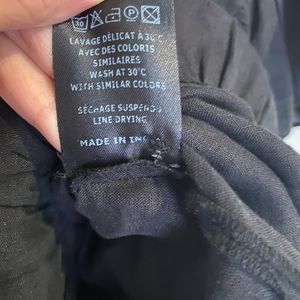 30 P
LAVAGE DÉLICAT À 30°C
AVEC DES COLORIS
SIMILAIRES
WASH AT 30°C
WITH SIMILAR COLORS
SÉCHAGE SUSPENDU
LINE DRYING
MADE IN